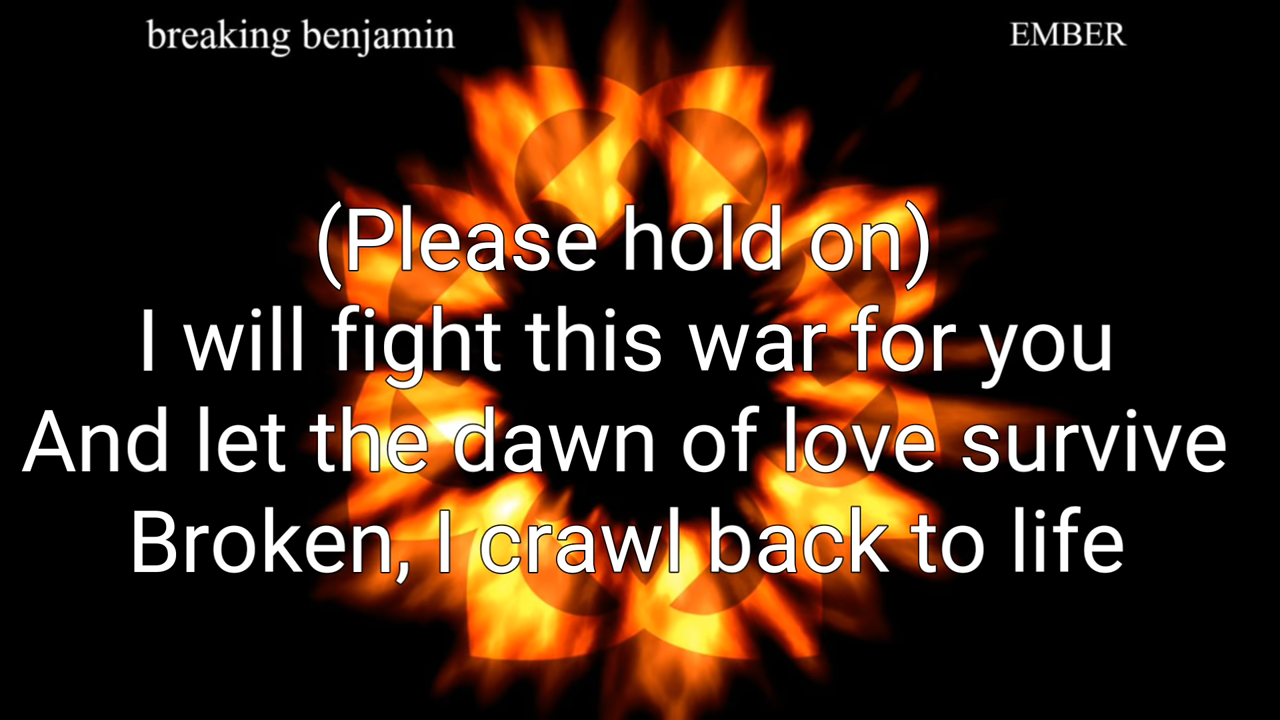 breaking benjamin
EMBER
(Please hold on)
I will fight this war for you
And let the dawn of love survive
Broken, I crawl back to life